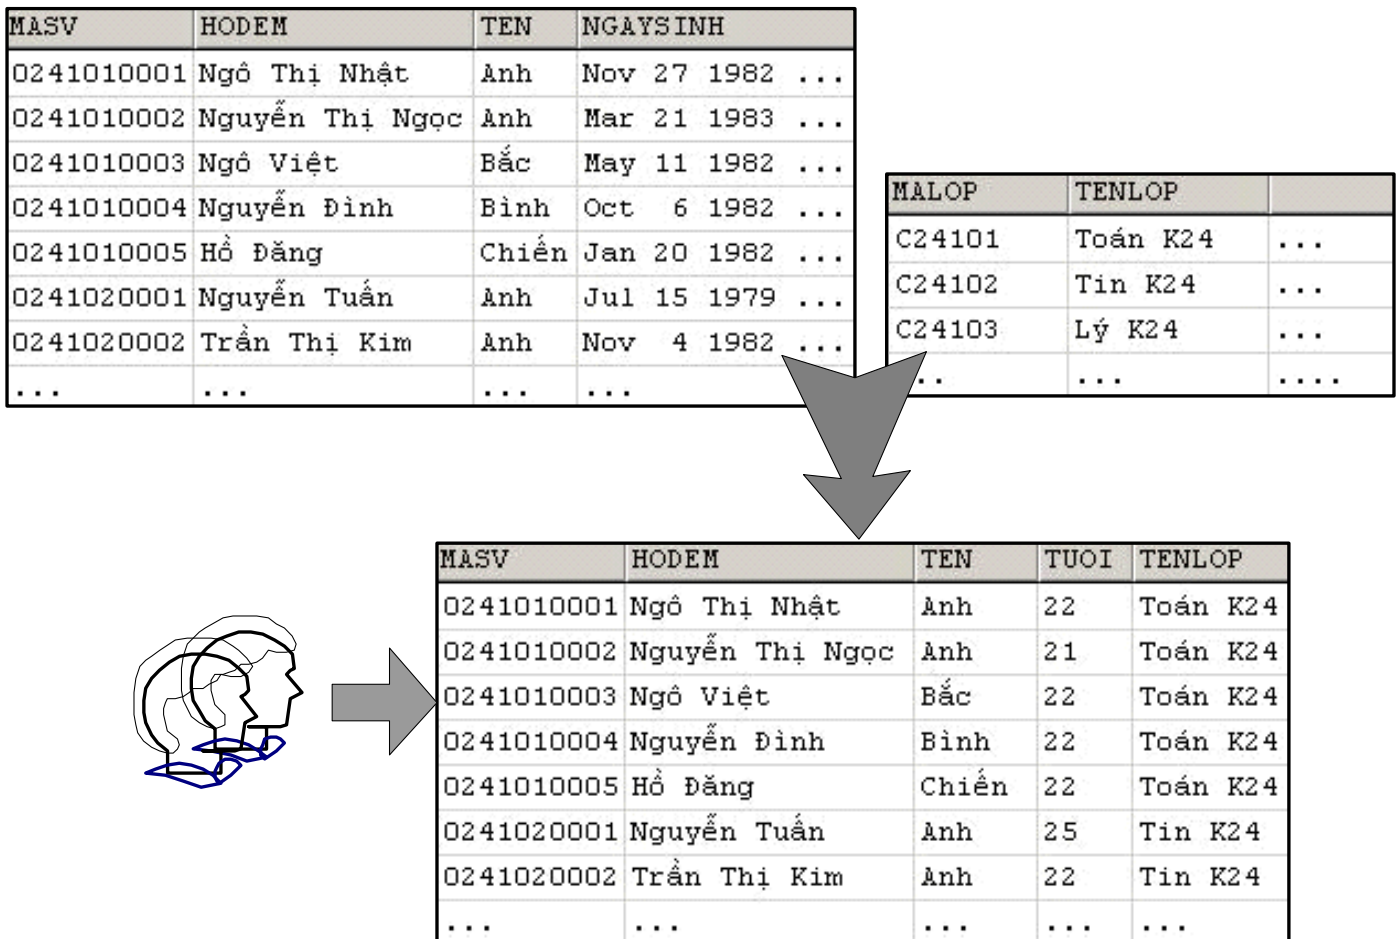 MASV HODEM TEN NGAYSINH
0241010001 Ngô Thị Nhật Anh Nov 27 1982 ...
0241010002 Nguyễn Thị Ngọc Anh Mar 21 1983 ...
0241010003 Ngô Việt Bắc May 11 1982 ...
0241010004 Nguyễn Đình Bình Oct 6 1982 ...
0241010005 Hồ Đăng Chiến Jan 20 1982 ...
0241020001 Nguyễn Tuấn Anh Jul 15 1979 ...
0241020002 Trần Thị Kim Anh Nov 4 1982 ...
... ... ... ...
MALOP TENLOP
C24101 Toán K24 ...
C24102 Tin K24 ...
C24103 Lý K24 ...
... ... ....
MASV HODEM TEN TUOI TENLOP
0241010001 Ngô Thị Nhật Anh 22 Toán K24
0241010002 Nguyễn Thị Ngọc Anh 21 Toán K24
0241010003 Ngô Việt Bắc 22 Toán K24
0241010004 Nguyễn Đình Bình 22 Toán K24
0241010005 Hồ Đăng Chiến 22 Toán K24
0241020001 Nguyễn Tuấn Anh 25 Tin K24
0241020002 Trần Thị Kim Anh 22 Tin K24
... ... ... ... ...